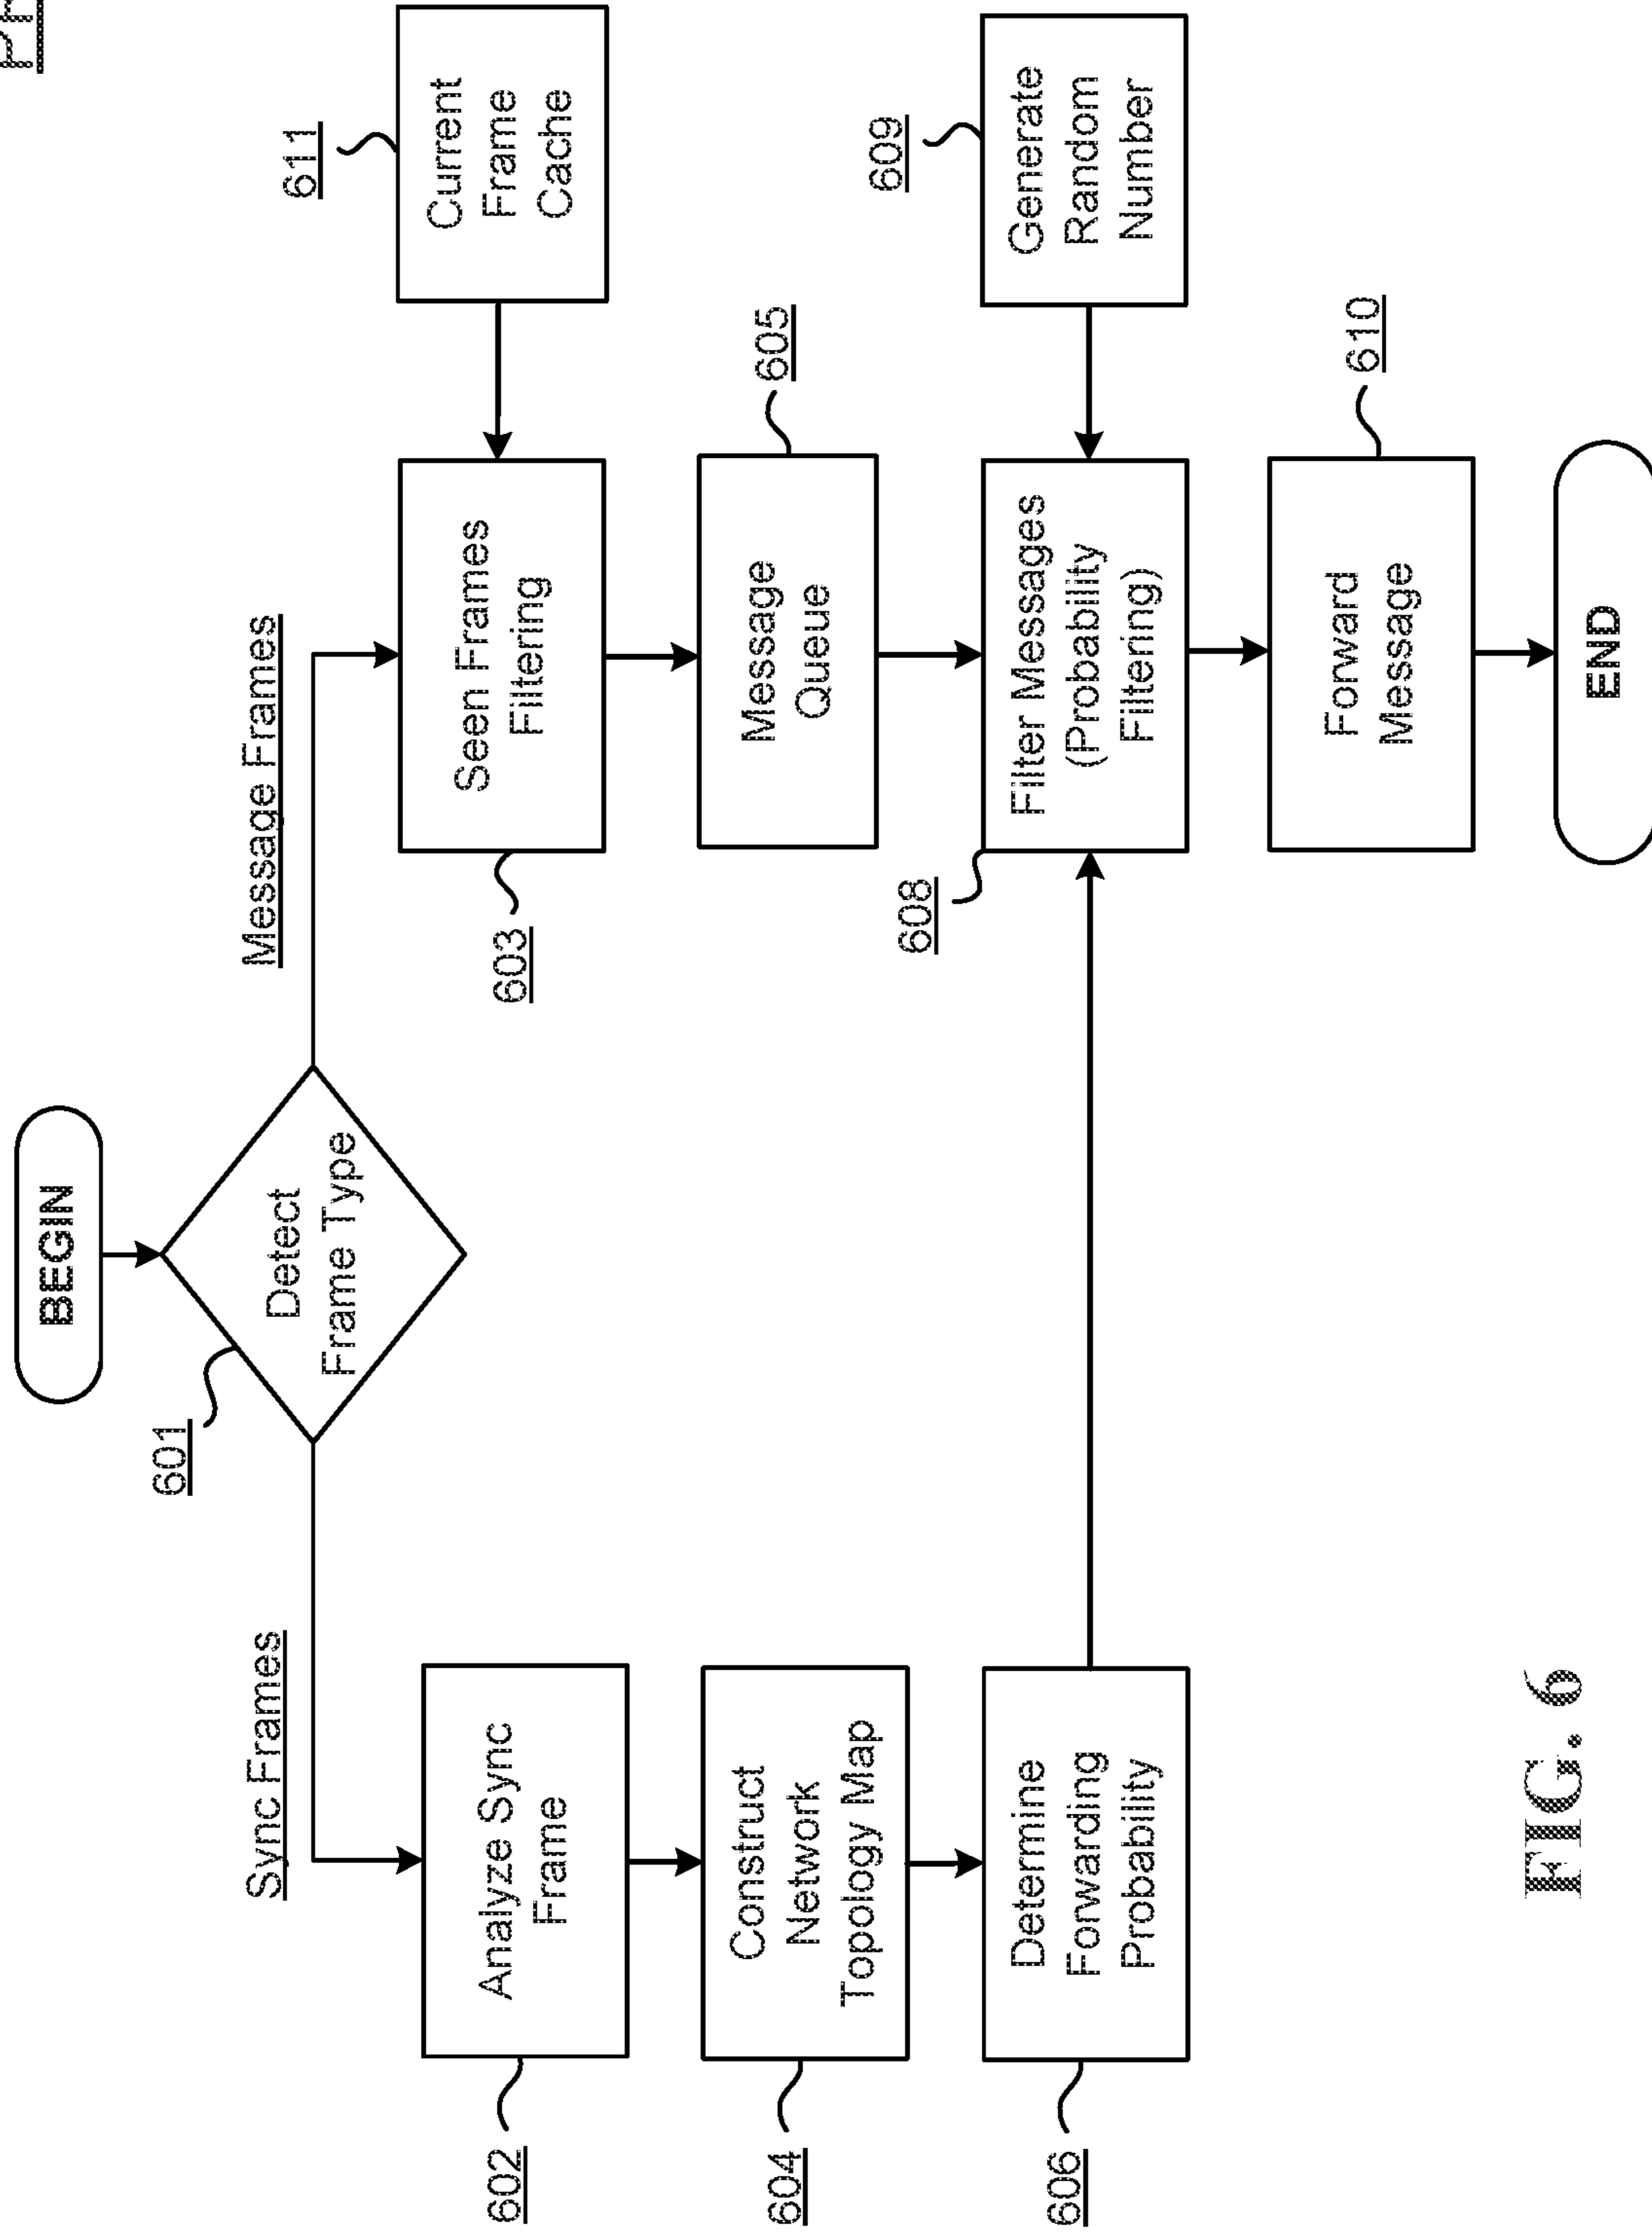 BEGIN
601
Detect
Frame Type
Sync Frames
Message Frames
602
Analyze Sync
Frame
603
Seen Frames
Filtering
611
Current
Frame
Cache
604
Construct
Network
Topology Map
Message
Queue
605
606
Determine
Forwarding
Probability
608
Filter Messages
(Probability
Filtering)
609
Generate
Random
Number
Forward
Message
610
END
FIG. 6